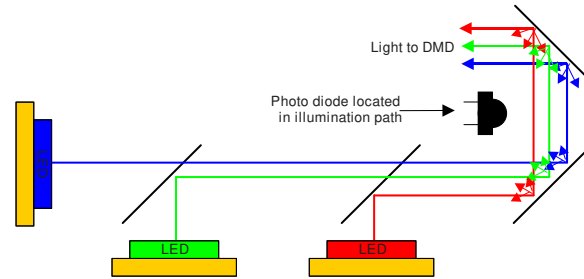 Light to DMD
Photo diode located
in illumination path
LED
LED
LED